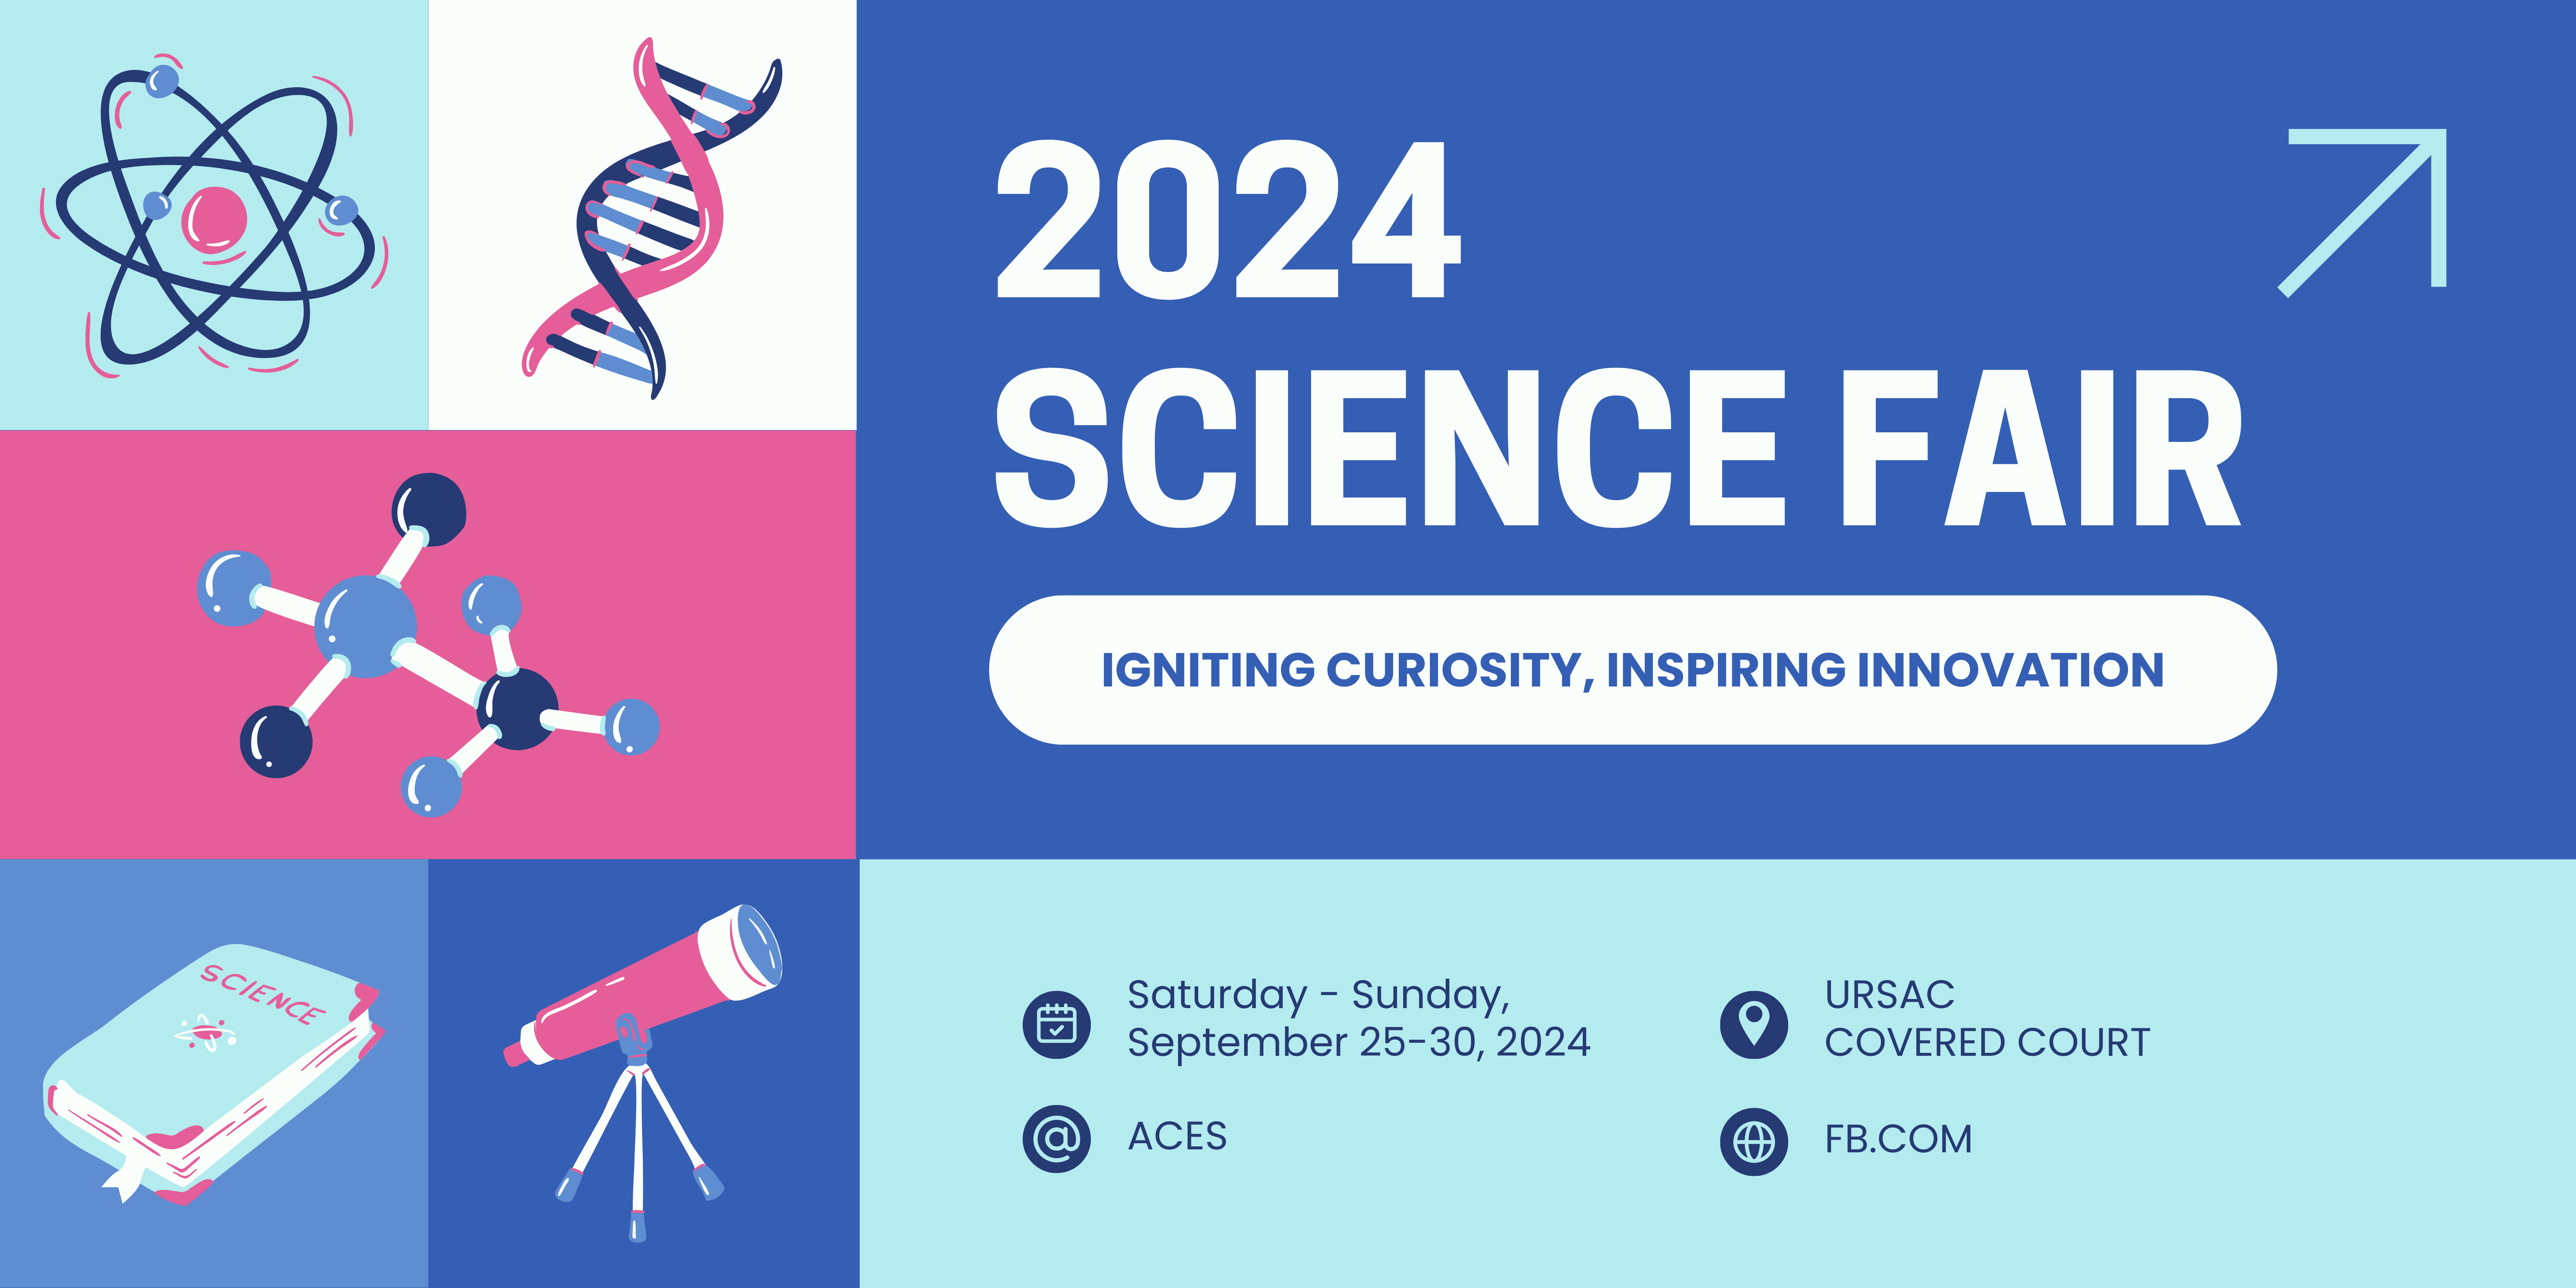 2024
SCIENCE FAIR
IGNITING CURIOSITY, INSPIRING INNOVATION
SCIENCE
Saturday - Sunday,
September 25-30, 2024
URSAC
COVERED COURT
@ ACES
FB.COM